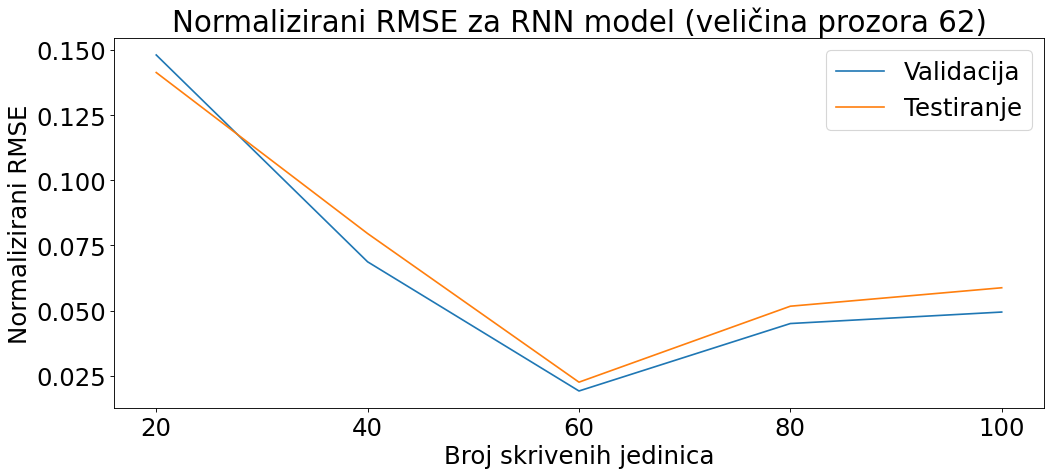 Normalizirani RMSE za RNN model (veličina prozora 62)
Normalizirani RMSE
0.150
0.125
0.100
0.075
0.050
0.025
Validacija
Testiranje
20 40 60 80 100
Broj skrivenih jedinica